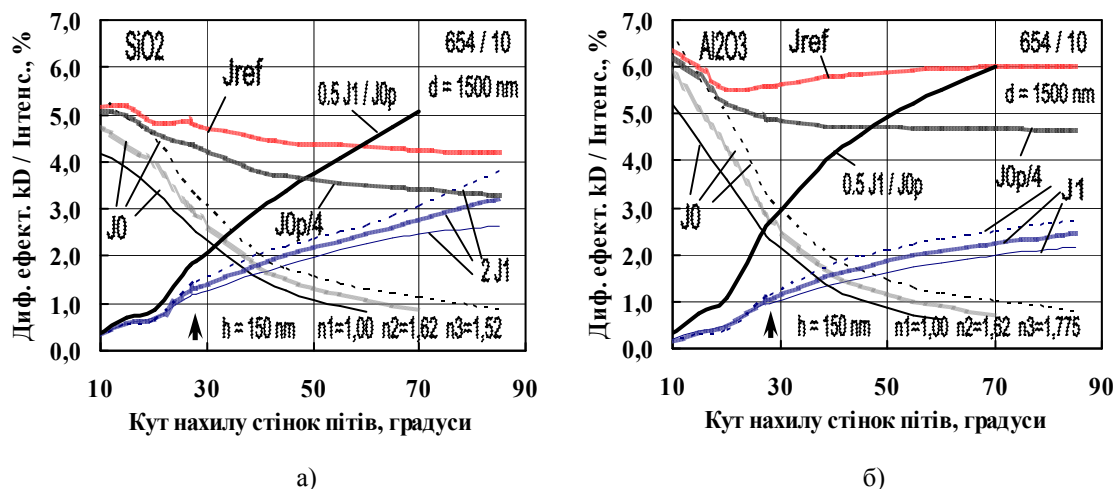 Диф. ефект. kD / Інтенс., %
7,0
6,0
5,0
4,0
3,0
2,0
1,0
0,0
SiO2
654 / 10
Jref
0.5 J1 / J0p
d = 1500 nm
J0
J0p/4
2 J1
h = 150 nm n1=1,00 n2=1,62 n3=1,52
10 30 50 70 90
Кут нахилу стінок пітів, градуси
а)
Диф. ефект. kD / Інтенс., %
7,0
6,0
5,0
4,0
3,0
2,0
1,0
0,0
Al2O3
Jref
654 / 10
d = 1500 nm
J0p/4
J0
0.5 J1 / J0p
J1
h = 150 nm n1=1,00 n2=1,62 n3=1,775
10 30 50 70 90
Кут нахилу стінок пітів, градуси
б)